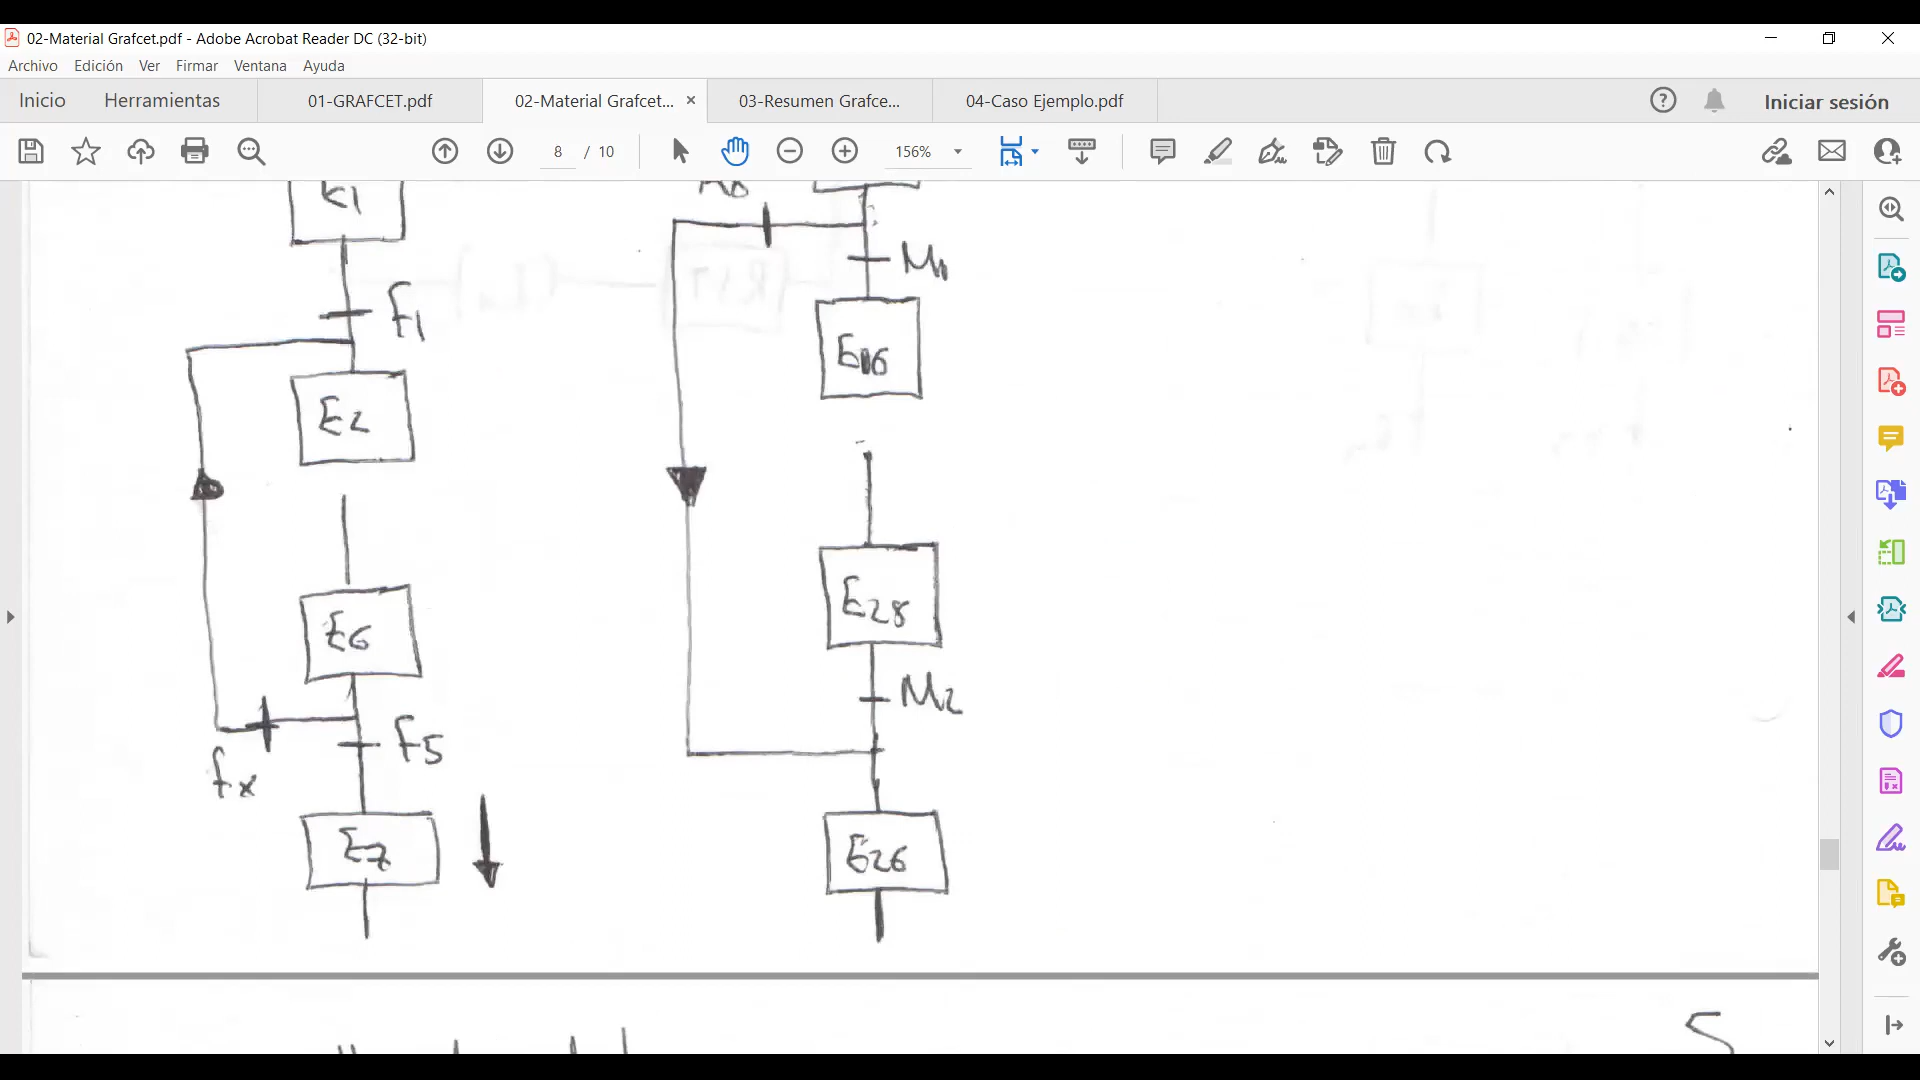 02-Material Grafcet.pdf - Adobe Acrobat Reader DC (32-bit)
Archivo Edición Ver Firmar Ventana Ayuda
Inicio Herramientas 01-GRAFCET.pdf 02-Material Grafcet... × 03-Resumen Grafce... 04-Caso Ejemplo.pdf Iniciar sesión
8 / 10 156%
E1
M1
f1
E16
E2
E28
E6
M2
f5
fx
E7
E26
5